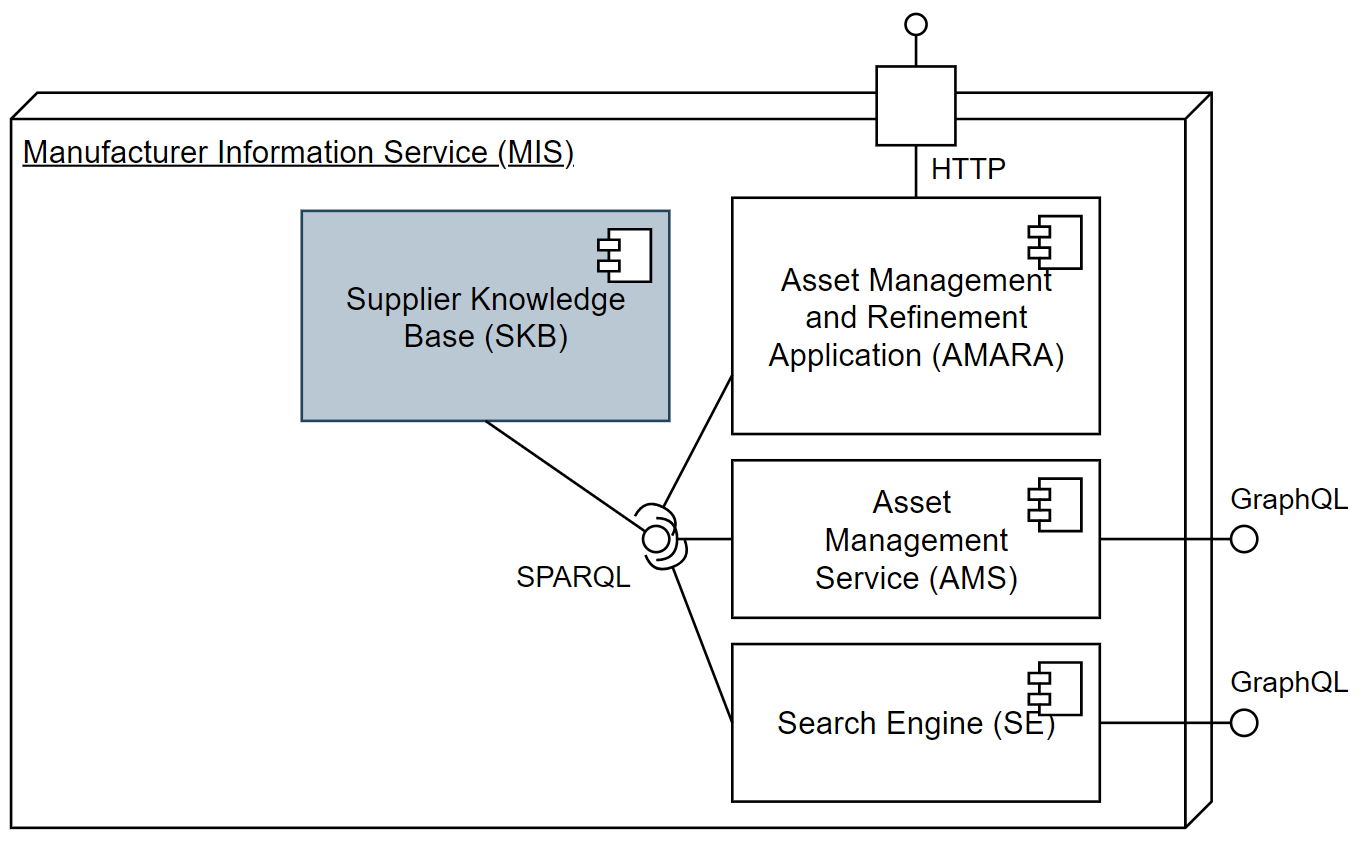 Manufacturer Information Service (MIS)
HTTP
Supplier Knowledge
Base (SKB)
Asset Management
and Refinement
Application (AMARA)
SPARQL
Asset
Management
Service (AMS)
GraphQL
Search Engine (SE)
GraphQL